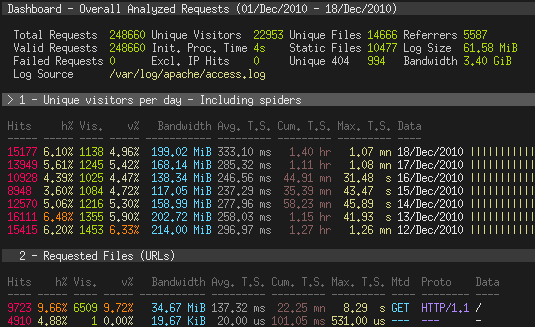 Dashboard - Overall Analyzed Requests (01/Dec/2010 - 18/Dec/2010)
Total Requests 248660 Unique Visitors 22953 Unique Files 14666 Referrers 5587
Valid Requests 248660 Init. Proc. Time 4s Static Files 10477 Log Size 61.58 MiB
Failed Requests 0 Excl. IP Hits 0 Unique 404 994 Bandwidth 3.40 GiB
Log Source /var/log/apache/access.log
> 1 - Unique visitors per day - Including spiders
Hits h% Vis. v% Bandwidth Avg. T.S. Cum. T.S. Max. T.S. Data
15177 6.10% 1138 4.96% 199.02 MiB 333.10 ms 1.40 hr 1.07 mn 18/Dec/2010 ||||||||||
13949 5.61% 1245 5.42% 168.14 MiB 285.32 ms 1.11 hr 1.08 mn 17/Dec/2010 ||||||||||
10928 4.39% 1025 4.47% 138.34 MiB 246.56 ms 44.91 mn 31.48 s 16/Dec/2010 ||||||||||
8948 3.60% 1084 4.72% 117.05 MiB 237.29 ms 35.39 mn 43.47 s 15/Dec/2010 ||||||||||
12570 5.06% 1216 5.30% 158.99 MiB 277.96 ms 58.23 mn 45.89 s 14/Dec/2010 ||||||||||
16111 6.48% 1355 5.90% 202.72 MiB 258.03 ms 1.15 hr 41.93 s 13/Dec/2010 ||||||||||
15415 6.20% 1453 6.33% 214.00 MiB 296.97 ms 1.27 hr 1.26 mn 12/Dec/2010 ||||||||||
2 - Requested Files (URLs)
Hits h% Vis. v% Bandwidth Avg. T.S. Cum. T.S. Max. T.S. Mtd Proto Data
9723 9.66% 6509 9.72% 34.67 MiB 137.32 ms 22.25 mn 8.29 s GET HTTP/1.1 /
4910 4.88% 1 0.00% 19.67 KiB 20.00 us 101.05 ms 531.00 us --- --- -